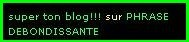 super ton blog!!! sur PHRASE
DEBONDISSANTE